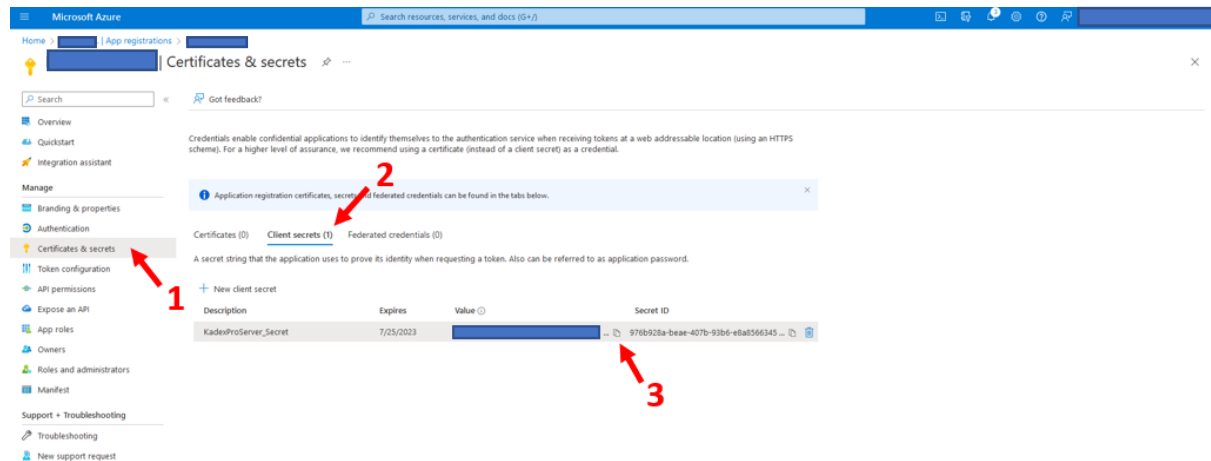 Microsoft Azure
Search resources, services, and docs (G+/)
Home > | App registrations >
| Certificates & secrets
Search
Got feedback?
Overview
Quickstart
Integration assistant
Manage
Branding & properties
Authentication
Certificates & secrets
Token configuration
API permissions
Expose an API
App roles
Owners
Roles and administrators
Manifest
Support + Troubleshooting
Troubleshooting
New support request
Credentials enable confidential applications to identify themselves to the authentication service when receiving tokens at a web addressable location (using an HTTPS
scheme). For a higher level of assurance, we recommend using a certificate (instead of a client secret) as a credential.
Application registration certificates, secrets and federated credentials can be found in the tabs below.
Certificates (0) Client secrets (1) Federated credentials (0)
A secret string that the application uses to prove its identity when requesting a token. Also can be referred to as application password.
New client secret
Description Expires Value Secret ID
KadexProServer_Secret 7/25/2023 ... 976b928a-beae-407b-93b6-e8a8566345 ...
1
2
3